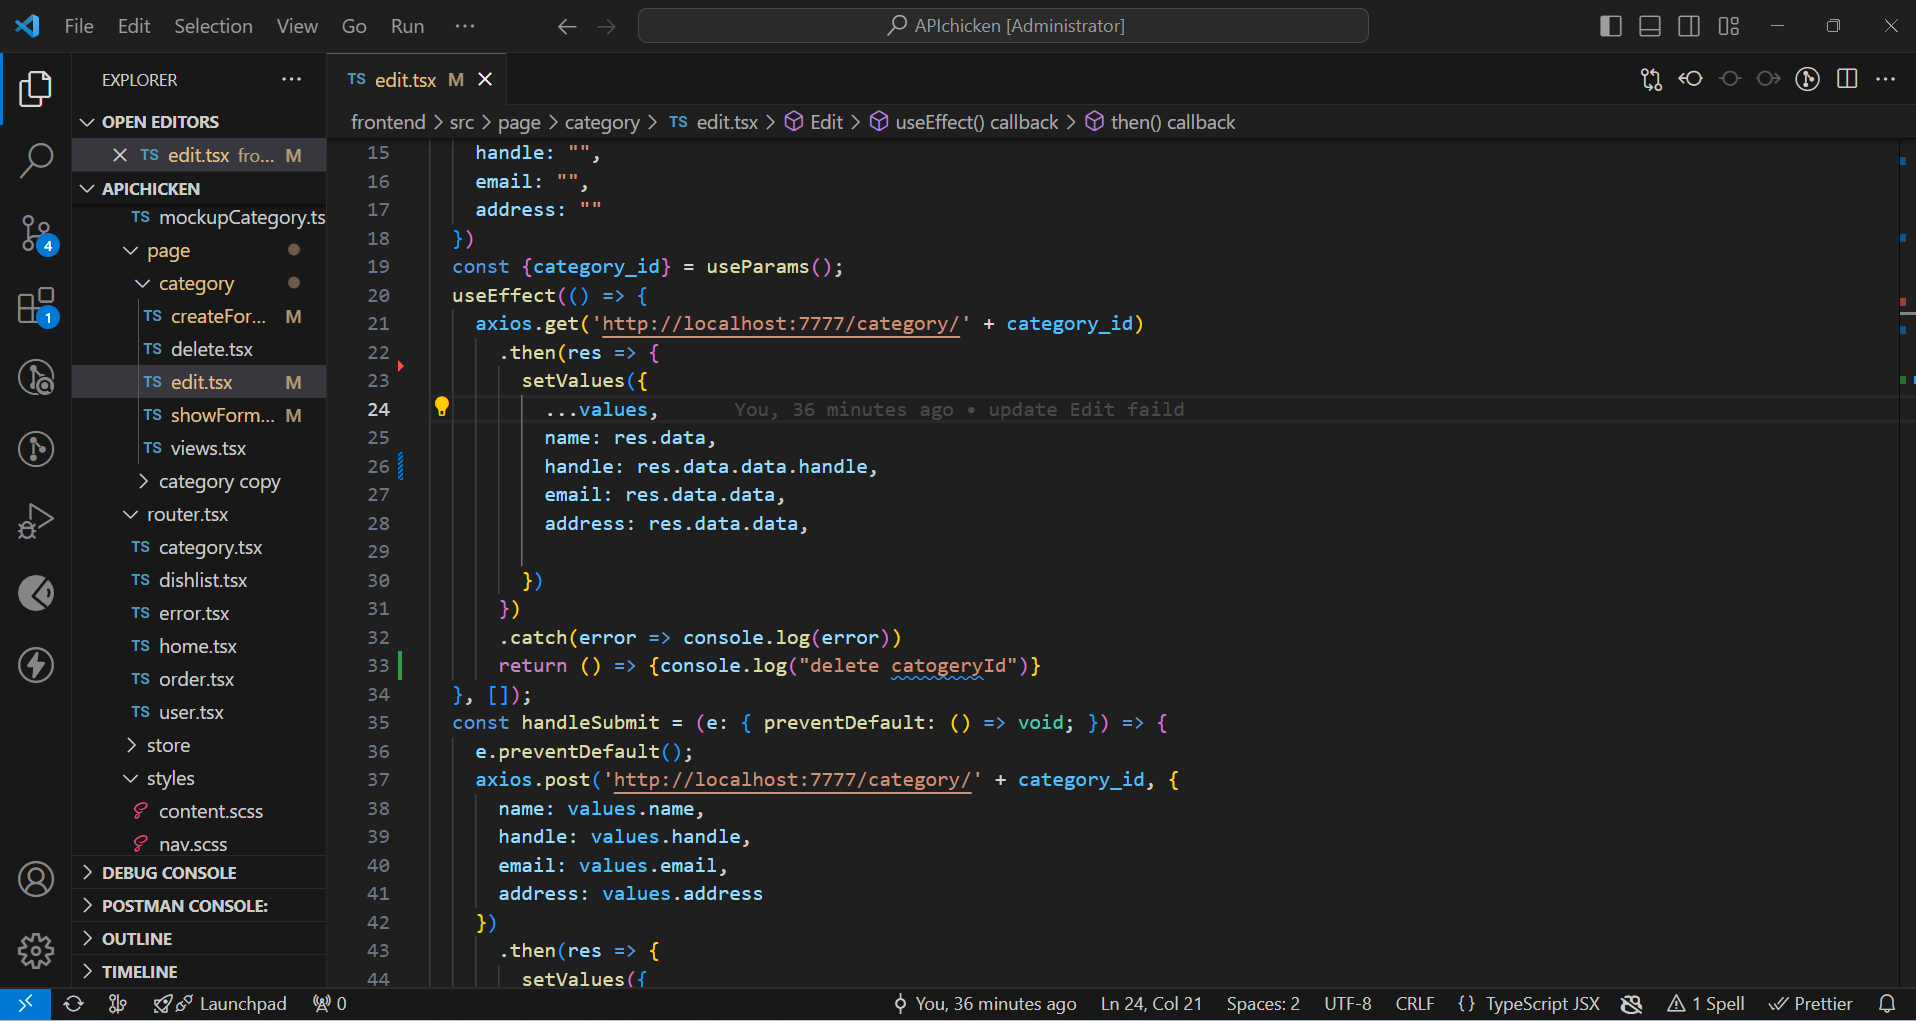 File Edit Selection View Go Run ··· APIchicken [Administrator]
EXPLORER ···
TS edit.tsx M
OPEN EDITORS
TS edit.tsx fro... M
frontend > src > page > category > TS edit.tsx > Edit > useEffect() callback > then() callback
APICHICKEN
TS mockupCategory.ts
page
category
TS createFor... M
TS delete.tsx
TS edit.tsx M
TS showForm... M
TS views.tsx
category copy
router.tsx
TS category.tsx
TS dishlist.tsx
TS error.tsx
TS home.tsx
TS order.tsx
TS user.tsx
store
styles
content.scss
nav.scss
DEBUG CONSOLE
POSTMAN CONSOLE:
OUTLINE
TIMELINE
4
1
15 handle: "",
16 email: "",
17 address: ""
18 })
19 const {category_id} = useParams();
20 useEffect(() => {
21 axios.get('http://localhost:7777/category/' + category_id)
22 .then(res => {
23 setValues({
24 ...values, You, 36 minutes ago • update Edit faild
25 name: res.data,
26 handle: res.data.data.handle,
27 email: res.data.data,
28 address: res.data.data,
29
30 })
31 })
32 .catch(error => console.log(error))
33 return () => {console.log("delete catogeryId")}
34 }, []);
35 const handleSubmit = (e: { preventDefault: () => void; }) => {
36 e.preventDefault();
37 axios.post('http://localhost:7777/category/' + category_id, {
38 name: values.name,
39 handle: values.handle,
40 email: values.email,
41 address: values.address
42 })
43 .then(res => {
44 setValues({
Launchpad 0 You, 36 minutes ago Ln 24, Col 21 Spaces: 2 UTF-8 CRLF {} TypeScript JSX 1 Spell Prettier